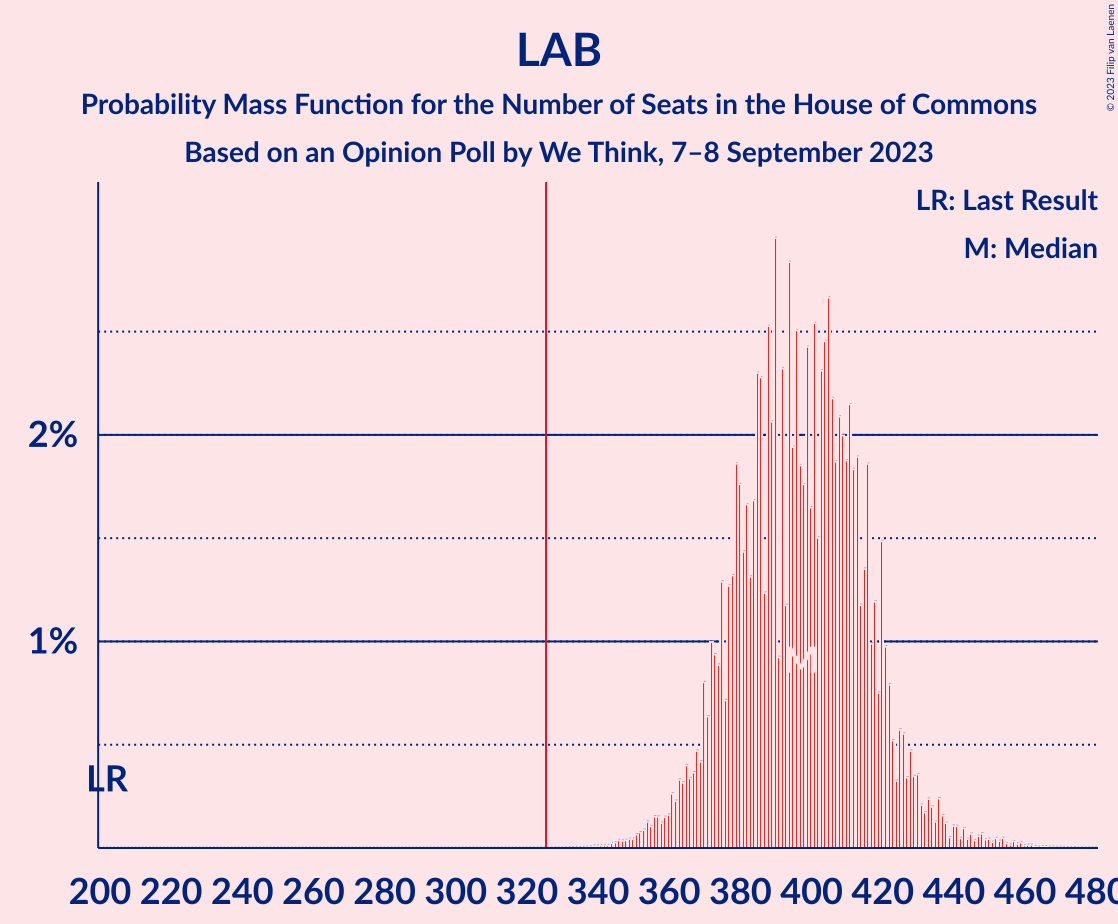 © 2023 Filip van Laenen
LAB
Probability Mass Function for the Number of Seats in the House of Commons
Based on an Opinion Poll by We Think, 7–8 September 2023
LR: Last Result
M: Median
2%
1%
LR
M
200 220 240 260 280 300 320 340 360 380 400 420 440 460 480